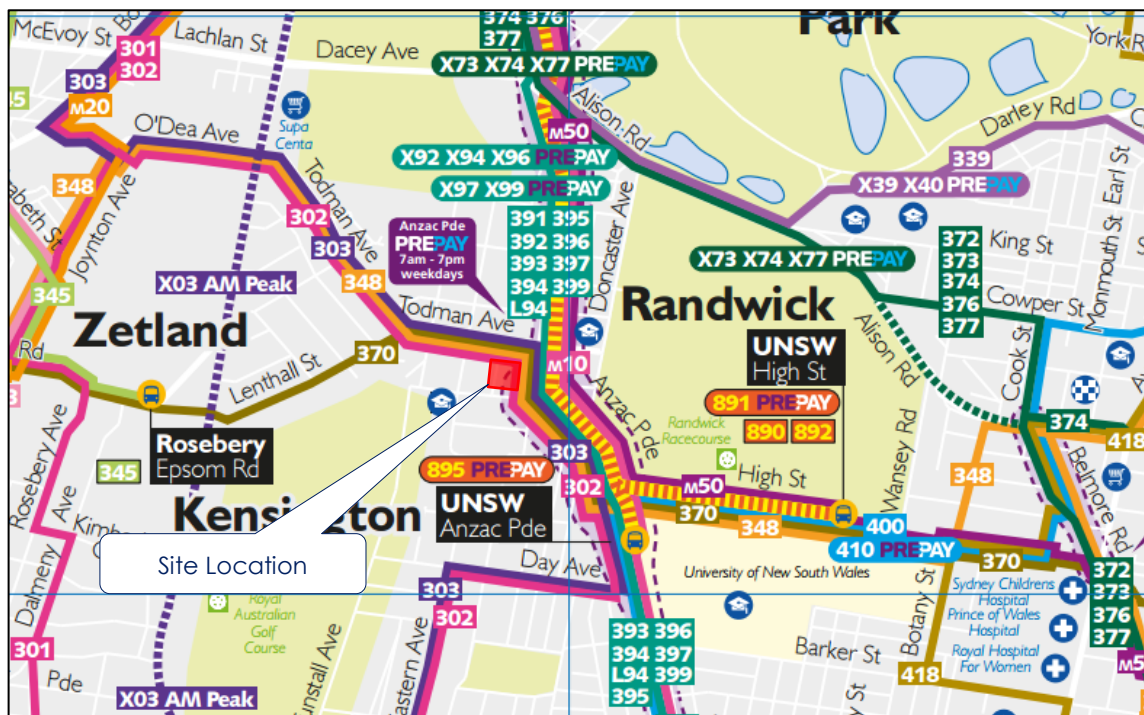 McEvoy St
301
302
Lachlan St
Dacey Ave
374 376
377
Park
York R
X73 X74 X77 PREPAY
303
M20
45
O'Dea Ave
Supa
Centa
Alison Rd
Darley Rd
M50
X92 X94 X96 PREPAY
X97 X99 PREPAY
339
X39 X40 PREPAY
Earl St
Monmouth St
348
Joynton Ave
abeth St
345
Todman Ave
302
303
348
X03 AM Peak
Anzac Pde
PREPAY
7am - 7pm
weekdays
391 395
392 396
393 397
394 399
L94
Doncaster Ave
X73 X74 X77 PREPAY
372
373
374
376
377
King St
Cowper St
Zetland
Todman Ave
Randwick
Alison Rd
Cook St
Rd
Lenthall St
370
M10
UNSW
High St
891 PREPAY
890 892
Anzac Pde
Randwick
Racecourse
374
418
Rosebery
Epsom Rd
Rosebery Ave
345
303
302
895 PREPAY
UNSW
Anzac Pde
M50
High St
370
348
Wansey Rd
400
410 PREPAY
348
370
Belmore Rd
Kensington
Site Location
Dalmeny Ave
Day Ave
University of New South Wales
Botany St
Sydney Childrens
Hospital
Prince of Wales
Hospital
Royal Hospital
For Women
372
373
376
377
M5
303
302
Royal
Australian
Golf
Course
301
Pde
X03 AM Peak
unstall Ave
astern Ave
393 396
394 397
L94 399
395
Barker St
418